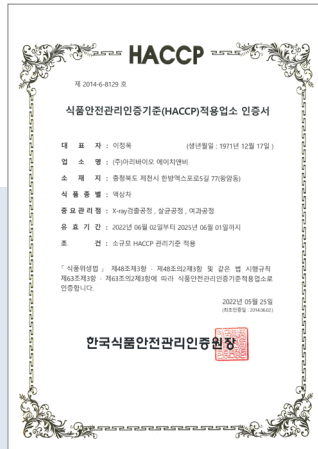 HACCP
제 2014-6-8129 호
식품안전관리인증기준(HACCP)적용업소 인증서
대 표 자 : 이정욱 (생년월일 : 1971년 12월 17일 )
업 소 명 : (주)아리바이오 에이치앤비
소 재 지 : 충청북도 제천시 한방엑스포로5길 77(왕암동)
식 품 종 별 : 액상차
중 요 관 리 점 : X-ray검출공정 , 살균공정 , 여과공정
유 효 기 간 : 2022년 06월 02일부터 2025년 06월 01일까지
조 건 : 소규모 HACCP 관리기준 적용
「 식품위생법 」 제48조제3항 · 제48조의2제3항 및 같은 법 시행규칙
제63조제3항 · 제63조의2제3항에 따라 식품안전관리인증기준적용업소로
인증합니다.
2022년 05월 25일
(최초인증일 : 2014.06.02.)
한국식품안전관리인증원장